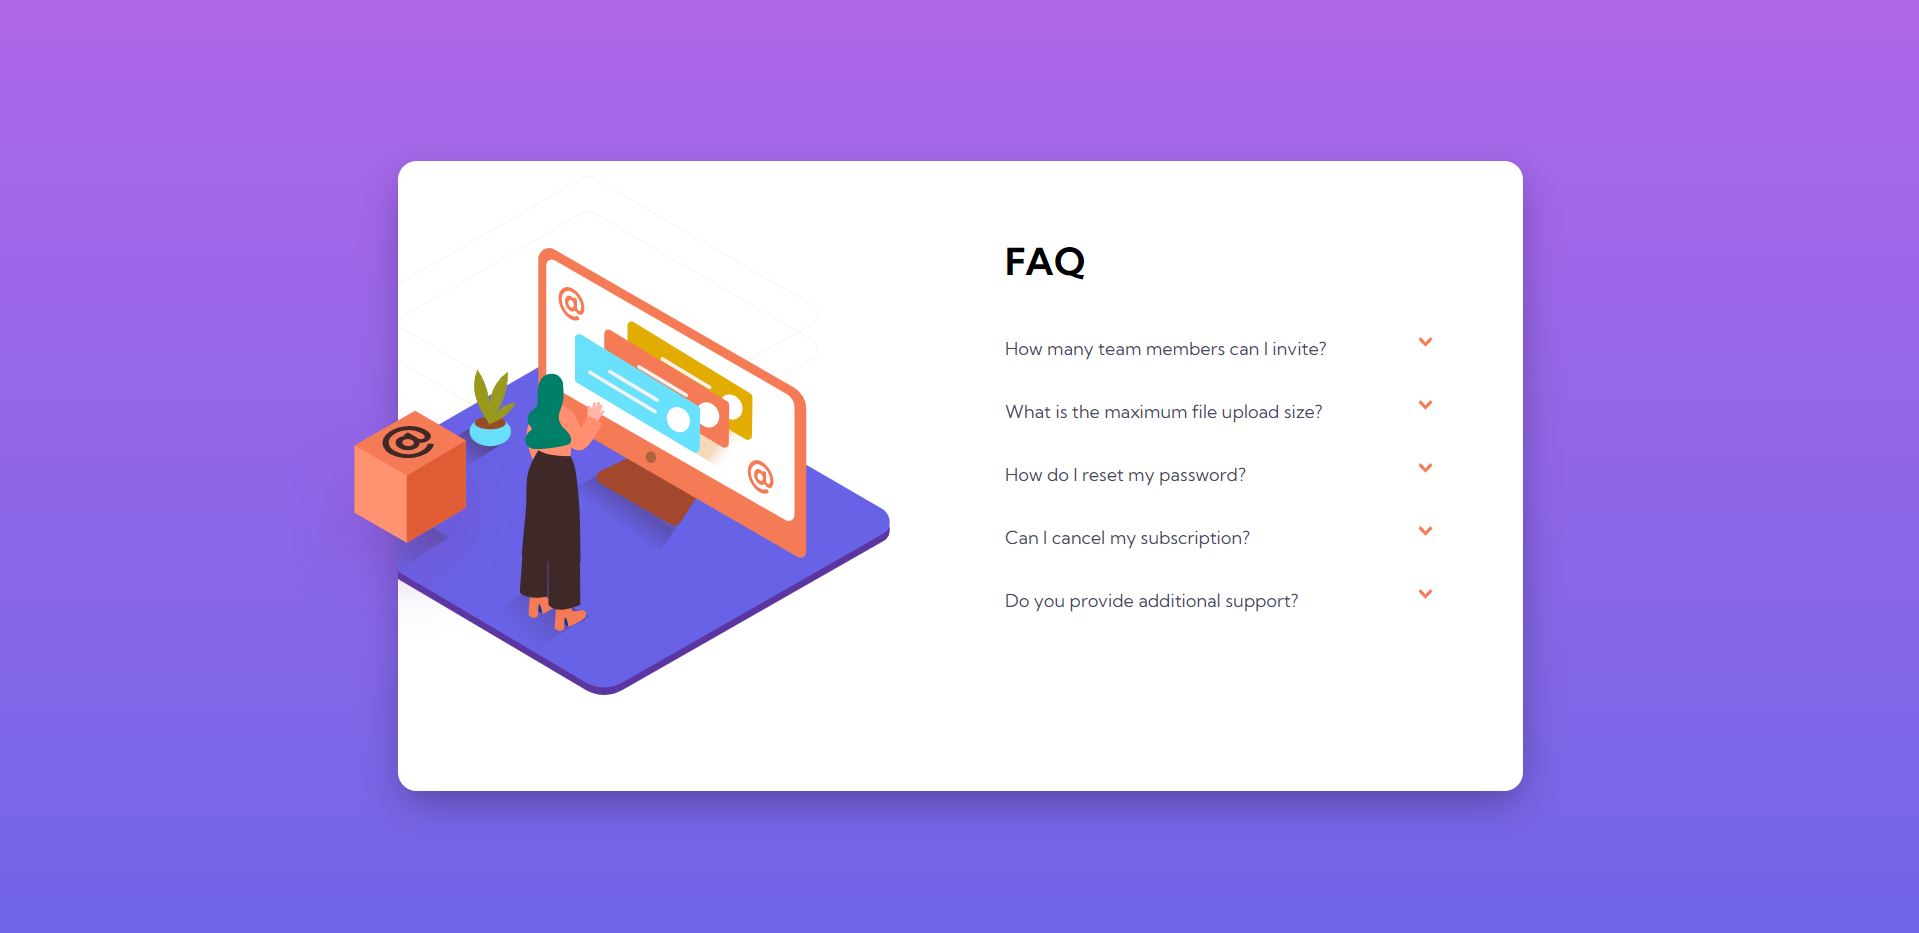 FAQ
How many team members can I invite?
What is the maximum file upload size?
How do I reset my password?
Can I cancel my subscription?
Do you provide additional support?
@
@
@